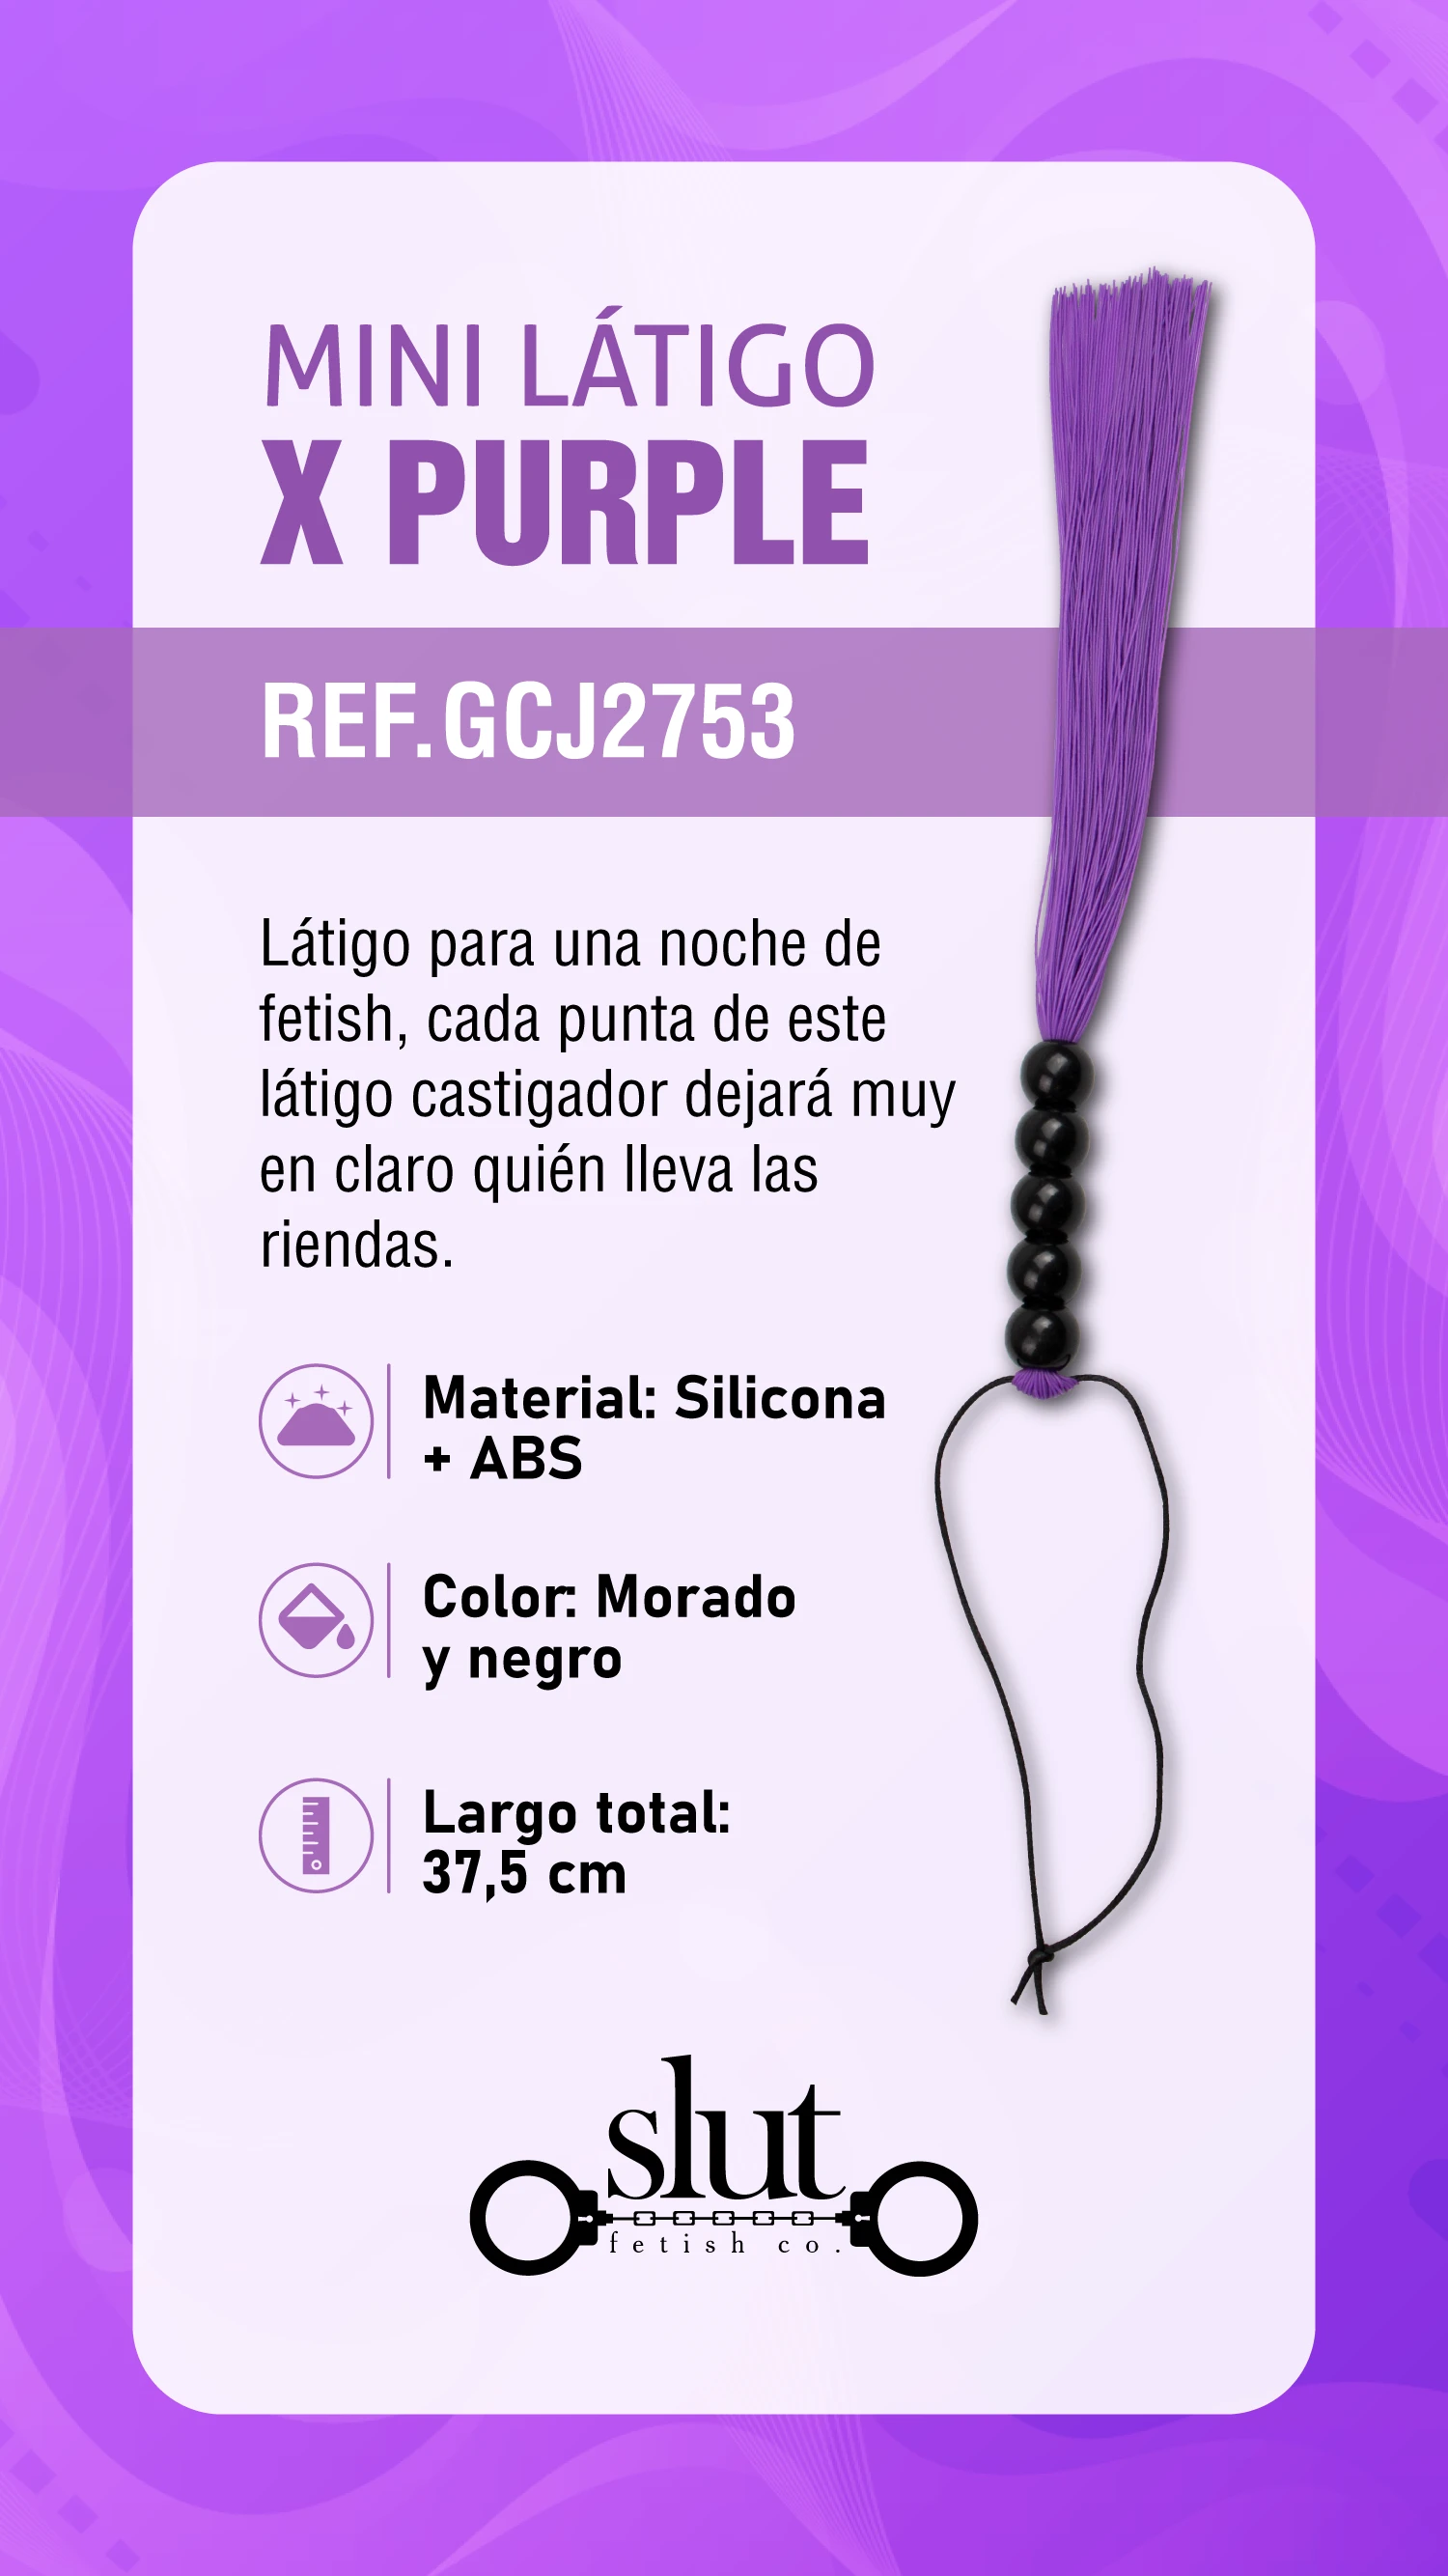 MINI LÁTIGO
X PURPLE
REF.GCJ2753
Látigo para una noche de
fetish, cada punta de este
látigo castigador dejará muy
en claro quién lleva las
riendas.
Material: Silicona
+ ABS
Color: Morado
y negro
Largo total:
37,5 cm
slut
fetish co.